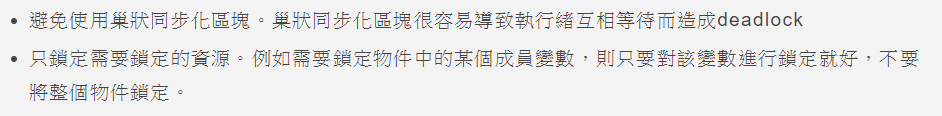 避免使用巢狀同步化區塊。巢狀同步化區塊很容易導致執行緒互相等待而造成deadlock
只鎖定需要鎖定的資源。例如需要鎖定物件中的某個成員變數，則只要對該變數進行鎖定就好，不要
將整個物件鎖定。